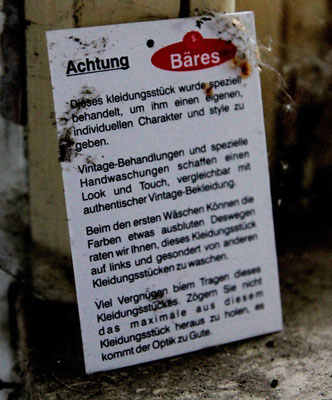 Achtung
Bäres
Dieses kleidungsstück wurde speziell
behandelt, um ihm einen eigenen,
individuellen Charakter und style zu
geben.
Vintage-Behandlungen und spezielle
Handwaschungen schaffen einen
Look und Touch, vergleichbar mit
authentischer Vintage-Bekleidung.
Beim den ersten Wäschen Können die
Farben etwas ausbluten. Deswegen
raten wir Ihnen, dieses Kleidungsstück
auf links und gesondert von anderen
Kleidungsstücken zu waschen.
Viel Vergnügen biem Tragen dieses
Kleidungsstückes. Zögern Sie nicht
das maximale aus diesem
Kleidungsstück heraus zu holen, es
kommt der Optik zu Gute.